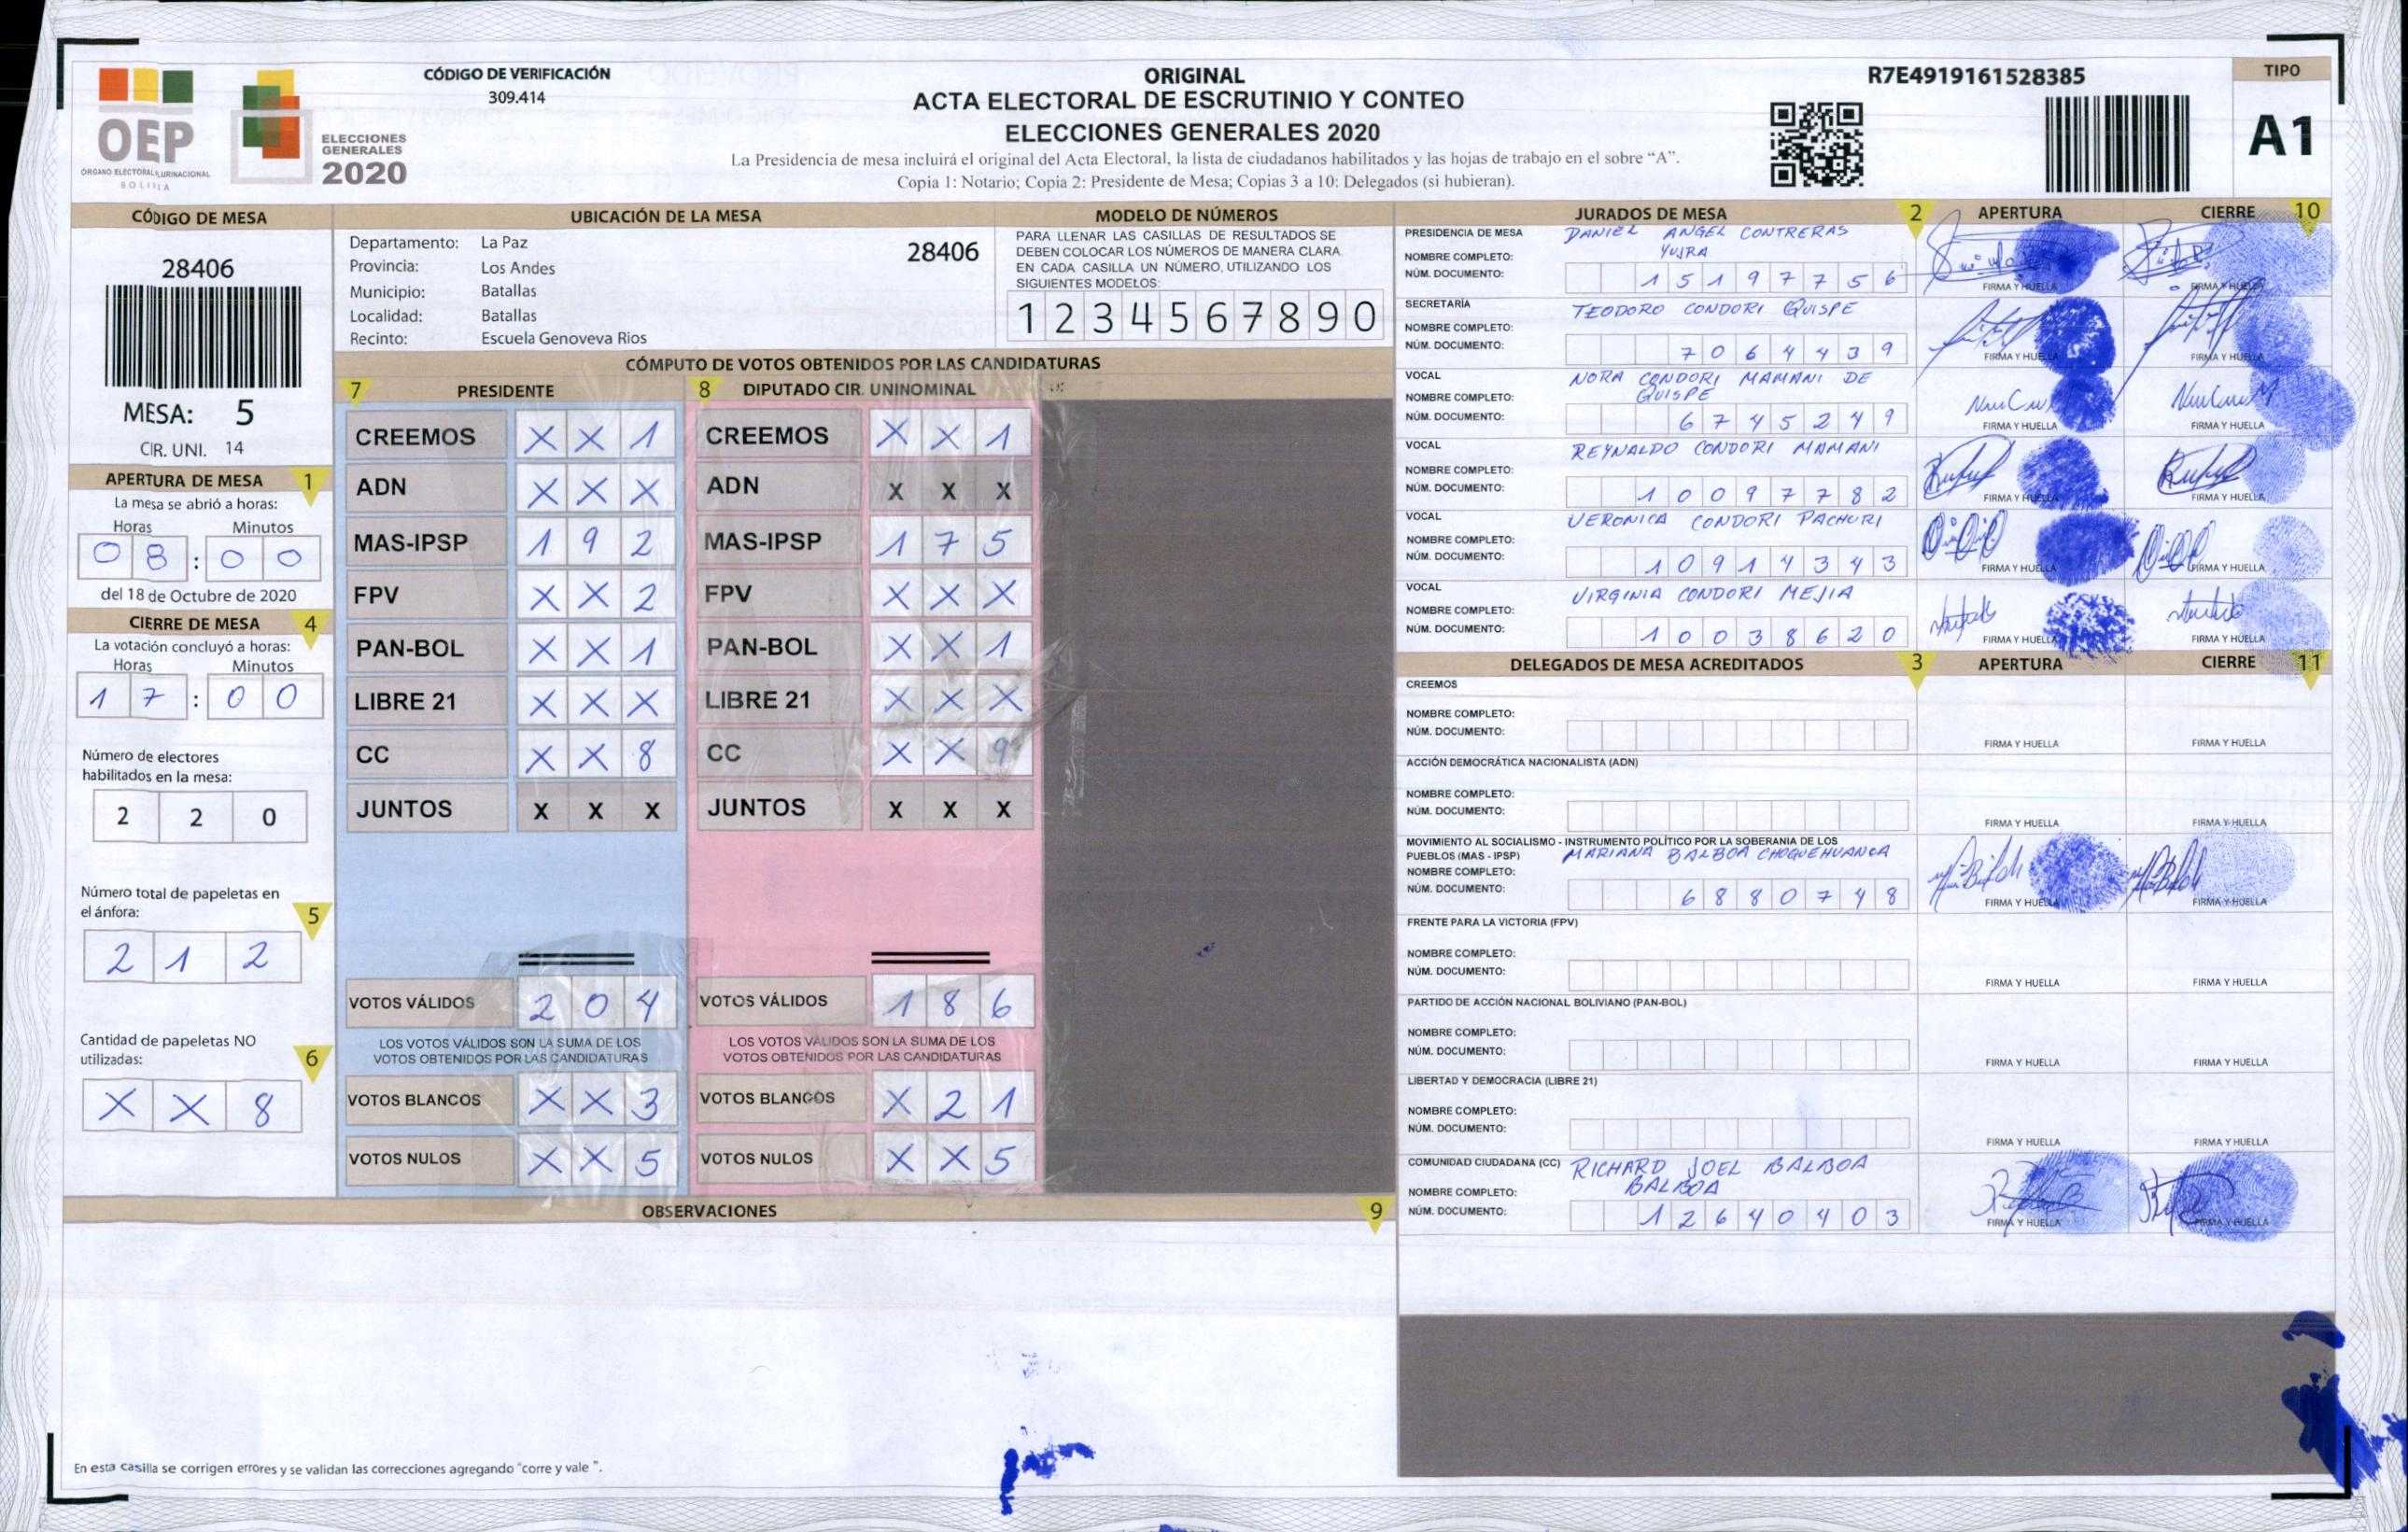 OEP
ÓRGANO ELECTORAL PLURINACIONAL
BOLIVIA
ELECCIONES
GENERALES
2020
CÓDIGO DE VERIFICACIÓN
309.414
ORIGINAL
ACTA ELECTORAL DE ESCRUTINIO Y CONTEO
ELECCIONES GENERALES 2020
La Presidencia de mesa incluirá el original del Acta Electoral, la lista de ciudadanos habilitados y las hojas de trabajo en el sobre “A”.
Copia 1: Notario; Copia 2: Presidente de Mesa; Copias 3 a 10: Delegados (si hubieran).
R7E4919161528385
TIPO
A1
CÓDIGO DE MESA
28406
MESA: 5
CIR. UNI. 14
APERTURA DE MESA 1
La mesa se abrió a horas:
Horas Minutos
0 8 : 0 0
del 18 de Octubre de 2020
CIERRE DE MESA 4
La votación concluyó a horas:
Horas Minutos
1 7 : 0 0
Número de electores
habilitados en la mesa:
2 2 0
Número total de papeletas en
el ánfora: 5
2 1 2
Cantidad de papeletas NO
utilizadas: 6
X X 8
UBICACIÓN DE LA MESA
Departamento: La Paz 28406
Provincia: Los Andes
Municipio: Batallas
Localidad: Batallas
Recinto: Escuela Genoveva Rios
MODELO DE NÚMEROS
PARA LLENAR LAS CASILLAS DE RESULTADOS SE
DEBEN COLOCAR LOS NÚMEROS DE MANERA CLARA
EN CADA CASILLA UN NÚMERO, UTILIZANDO LOS
SIGUIENTES MODELOS:
1 2 3 4 5 6 7 8 9 0
CÓMPUTO DE VOTOS OBTENIDOS POR LAS CANDIDATURAS
7 PRESIDENTE
CREEMOS X X 1
ADN X X X
MAS-IPSP 1 9 2
FPV X X 2
PAN-BOL X X 1
LIBRE 21 X X X
CC X X 8
JUNTOS X X X
VOTOS VÁLIDOS 2 0 4
LOS VOTOS VÁLIDOS SON LA SUMA DE LOS
VOTOS OBTENIDOS POR LAS CANDIDATURAS
VOTOS BLANCOS X X 3
VOTOS NULOS X X 5
8 DIPUTADO CIR. UNINOMINAL
CREEMOS X X 1
ADN X X X
MAS-IPSP 1 7 5
FPV X X X
PAN-BOL X X 1
LIBRE 21 X X X
CC X X 9
JUNTOS X X X
VOTOS VÁLIDOS 1 8 6
LOS VOTOS VÁLIDOS SON LA SUMA DE LOS
VOTOS OBTENIDOS POR LAS CANDIDATURAS
VOTOS BLANCOS X 2 1
VOTOS NULOS X X 5
OBSERVACIONES 9
En esta casilla se corrigen errores y se validan las correcciones agregando "corre y vale ".
JURADOS DE MESA 2 APERTURA CIERRE 10
PRESIDENCIA DE MESA DANIEL ANGEL CONTRERAS
YUJRA
NOMBRE COMPLETO:
NÚM. DOCUMENTO: 1 5 1 9 7 7 5 6
FIRMA Y HUELLA FIRMA Y HUELLA
SECRETARÍA TEODORO CONDORI QUISPE
NOMBRE COMPLETO:
NÚM. DOCUMENTO: 7 0 6 4 4 3 9
FIRMA Y HUELLA FIRMA Y HUELLA
VOCAL NORA CONDORI MAMANI DE
QUISPE
NOMBRE COMPLETO:
NÚM. DOCUMENTO: 6 7 4 5 2 4 9
FIRMA Y HUELLA FIRMA Y HUELLA
VOCAL REYNALDO CONDORI MAMANI
NOMBRE COMPLETO:
NÚM. DOCUMENTO: 1 0 0 9 7 7 8 2
FIRMA Y HUELLA FIRMA Y HUELLA
VOCAL VERONICA CONDORI PACHURI
NOMBRE COMPLETO:
NÚM. DOCUMENTO: 1 0 9 1 4 3 4 3
FIRMA Y HUELLA FIRMA Y HUELLA
VOCAL VIRGINIA CONDORI MEJIA
NOMBRE COMPLETO:
NÚM. DOCUMENTO: 1 0 0 3 8 6 2 0
FIRMA Y HUELLA FIRMA Y HUELLA
DELEGADOS DE MESA ACREDITADOS 3 APERTURA CIERRE 11
CREEMOS
NOMBRE COMPLETO:
NÚM. DOCUMENTO:
FIRMA Y HUELLA FIRMA Y HUELLA
ACCIÓN DEMOCRÁTICA NACIONALISTA (ADN)
NOMBRE COMPLETO:
NÚM. DOCUMENTO:
FIRMA Y HUELLA FIRMA Y HUELLA
MOVIMIENTO AL SOCIALISMO - INSTRUMENTO POLÍTICO POR LA SOBERANIA DE LOS
PUEBLOS (MAS - IPSP) MARIANA BALBOA CHOQUEHUANCA
NOMBRE COMPLETO:
NÚM. DOCUMENTO: 6 8 8 0 7 4 8
FIRMA Y HUELLA FIRMA Y HUELLA
FRENTE PARA LA VICTORIA (FPV)
NOMBRE COMPLETO:
NÚM. DOCUMENTO:
FIRMA Y HUELLA FIRMA Y HUELLA
PARTIDO DE ACCIÓN NACIONAL BOLIVIANO (PAN-BOL)
NOMBRE COMPLETO:
NÚM. DOCUMENTO:
FIRMA Y HUELLA FIRMA Y HUELLA
LIBERTAD Y DEMOCRACIA (LIBRE 21)
NOMBRE COMPLETO:
NÚM. DOCUMENTO:
FIRMA Y HUELLA FIRMA Y HUELLA
COMUNIDAD CIUDADANA (CC) RICHARD JOEL BALBOA
BALBOA
NOMBRE COMPLETO:
NÚM. DOCUMENTO: 1 2 6 4 0 4 0 3
FIRMA Y HUELLA FIRMA Y HUELLA